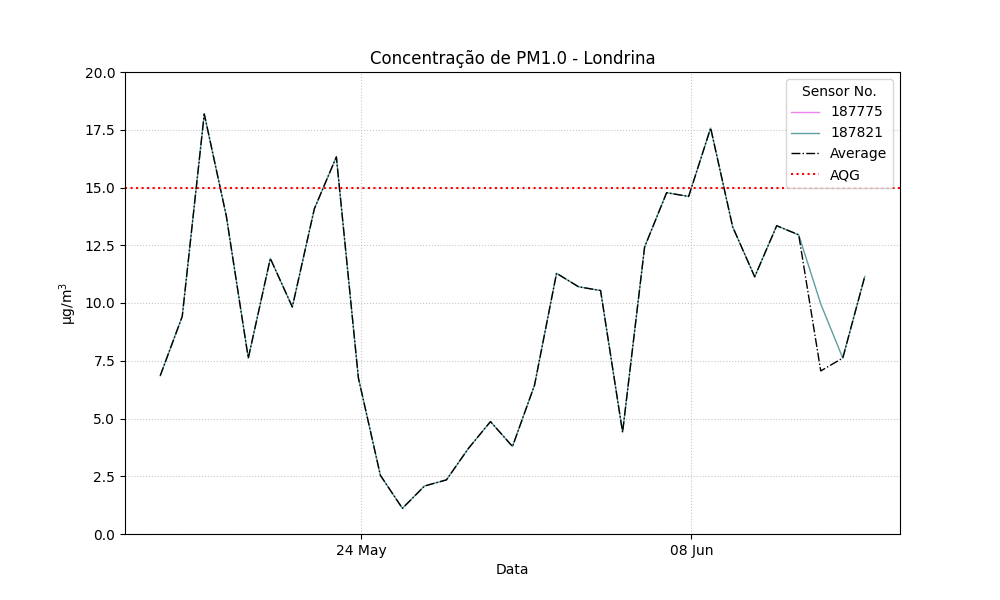 Concentração de PM1.0 - Londrina
20.0
17.5
15.0
12.5
10.0
7.5
5.0
2.5
0.0
µg/m³
24 May
08 Jun
Data
Sensor No.
187775
187821
Average
AQG